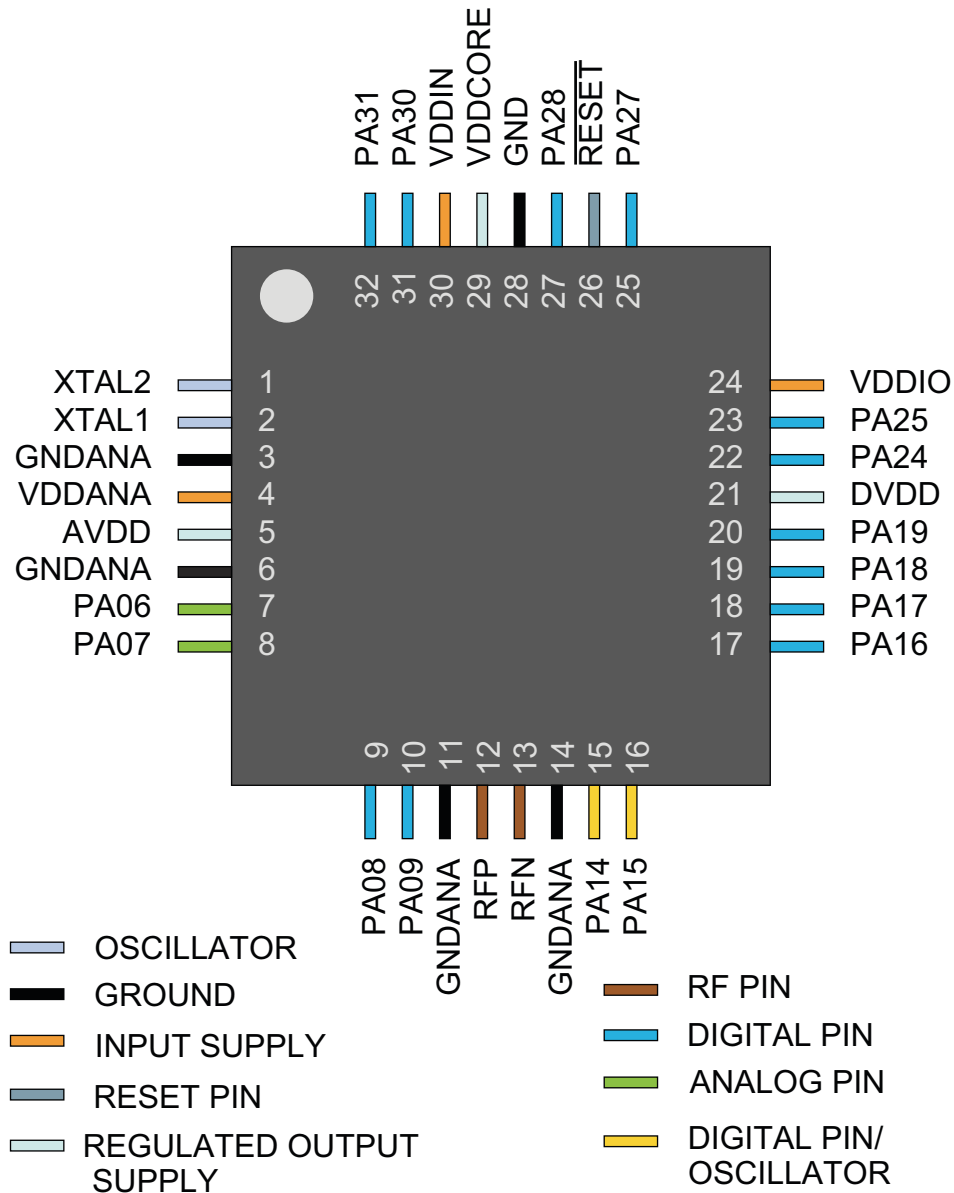 PA31
PA30
VDDIN
VDDCORE
GND
PA28
RESET
PA27
32
31
30
29
28
27
26
25
XTAL2 1
XTAL1 2
GNDANA 3
VDDANA 4
AVDD 5
GNDANA 6
PA06 7
PA07 8
24 VDDIO
23 PA25
22 PA24
21 DVDD
20 PA19
19 PA18
18 PA17
17 PA16
9
10
11
12
13
14
15
16
PA08
PA09
GNDANA
RFP
RFN
GNDANA
PA14
PA15
OSCILLATOR
GROUND
INPUT SUPPLY
RESET PIN
REGULATED OUTPUT
SUPPLY
RF PIN
DIGITAL PIN
ANALOG PIN
DIGITAL PIN/
OSCILLATOR